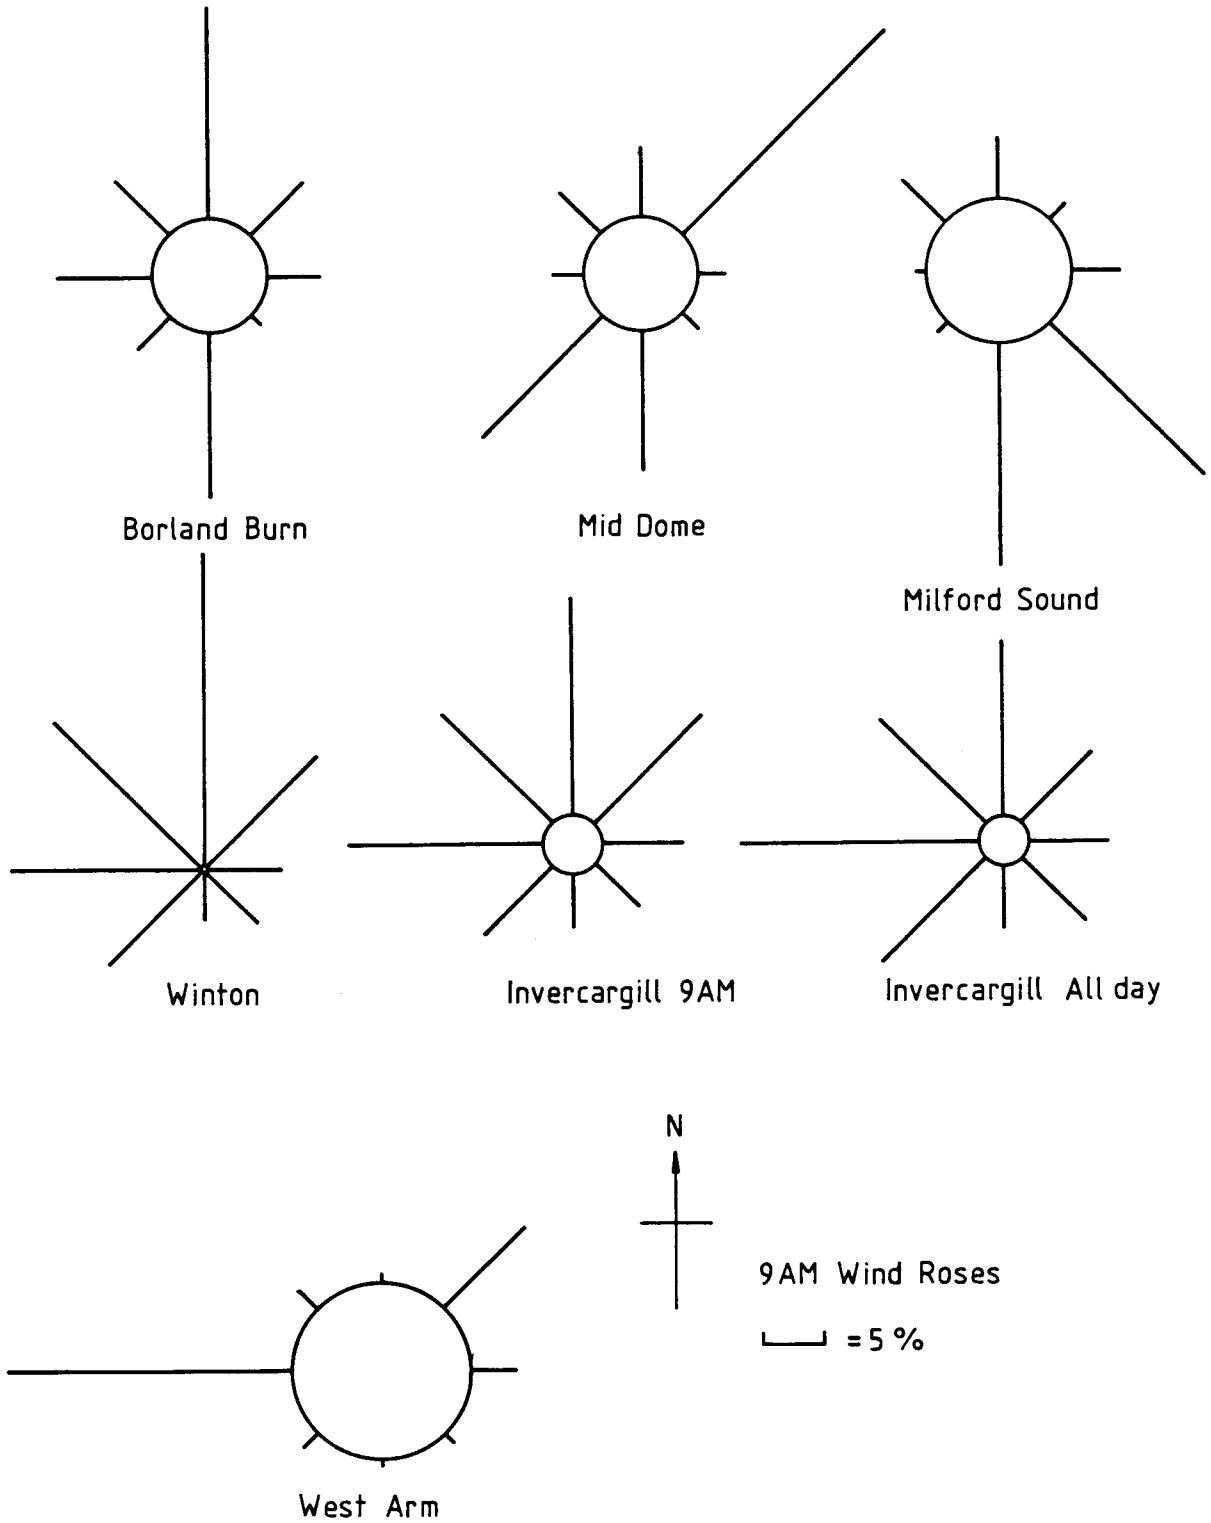 Borland Burn
Mid Dome
Milford Sound
Winton
Invercargill 9AM
Invercargill All day
N
9AM Wind Roses
= 5 %
West Arm